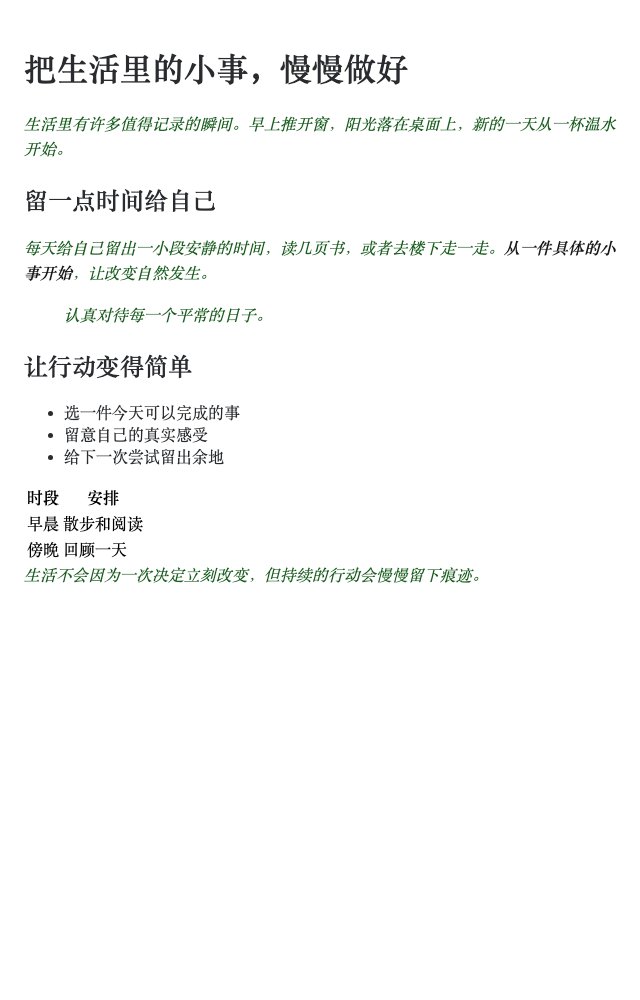 把生活里的小事，慢慢做好
生活里有许多值得记录的瞬间。早上推开窗，阳光落在桌面上，新的一天从一杯温水
开始。
留一点时间给自己
每天给自己留出一小段安静的时间，读几页书，或者去楼下走一走。从一件具体的小
事开始，让改变自然发生。
认真对待每一个平常的日子。
让行动变得简单
• 选一件今天可以完成的事
• 留意自己的真实感受
• 给下一次尝试留出余地
时段 安排
早晨 散步和阅读
傍晚 回顾一天
生活不会因为一次决定立刻改变，但持续的行动会慢慢留下痕迹。